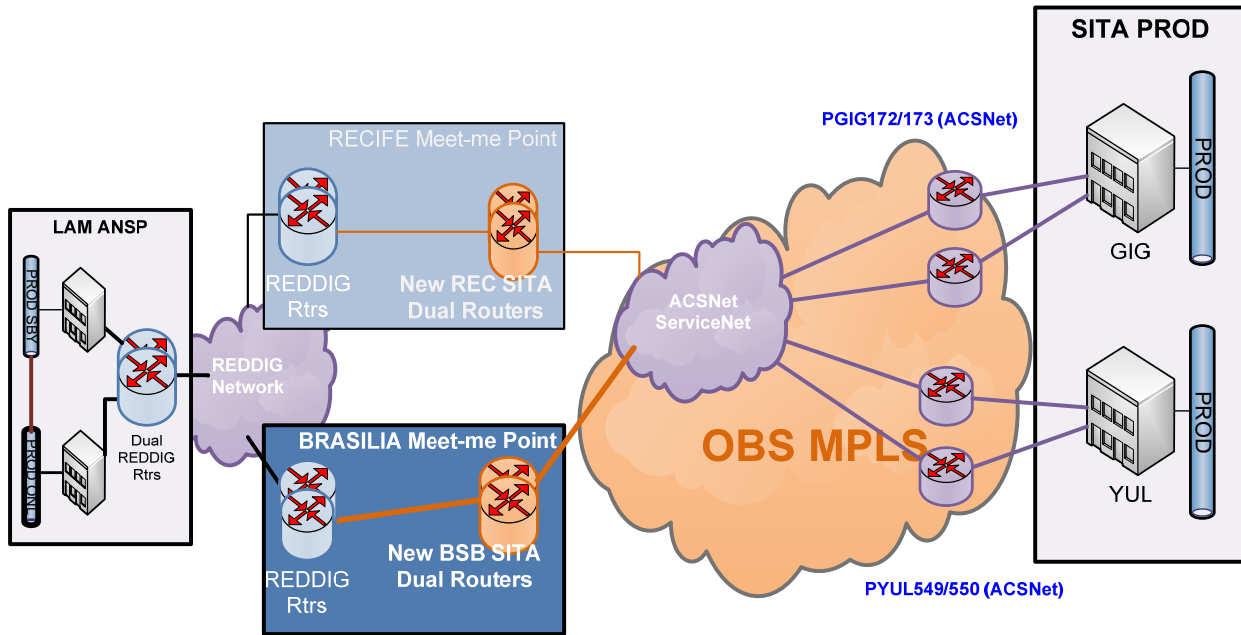 SITA PROD
PGIG172/173 (ACSNet)
RECIFE Meet-me Point
PROD
LAM ANSP
GIG
REDDIG
Rtrs
New REC SITA
Dual Routers
PROD SBY
ACSNet
ServiceNet
REDDIG
Network
PROD
OBS MPLS
BRASILIA Meet-me Point
Dual
REDDIG
Rtrs
PROD ONL
YUL
New BSB SITA
Dual Routers
REDDIG
Rtrs
PYUL549/550 (ACSNet)